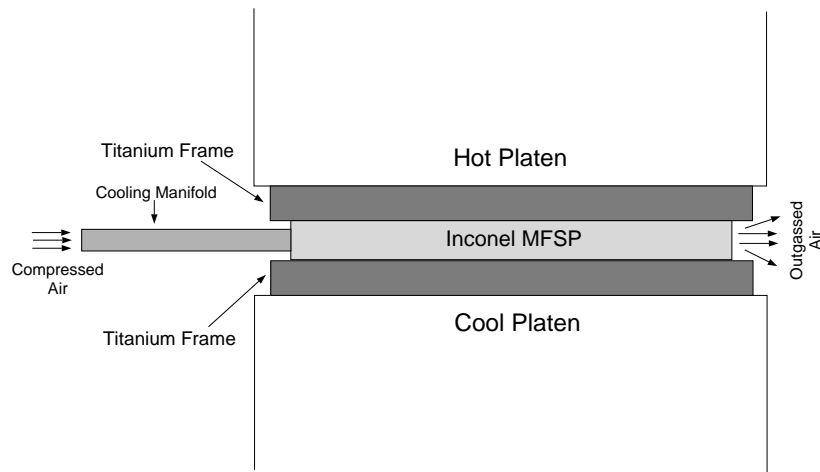 Titanium Frame
Hot Platen
Cooling Manifold
Inconel MFSP
Compressed
Air
Outgassed
Air
Titanium Frame
Cool Platen